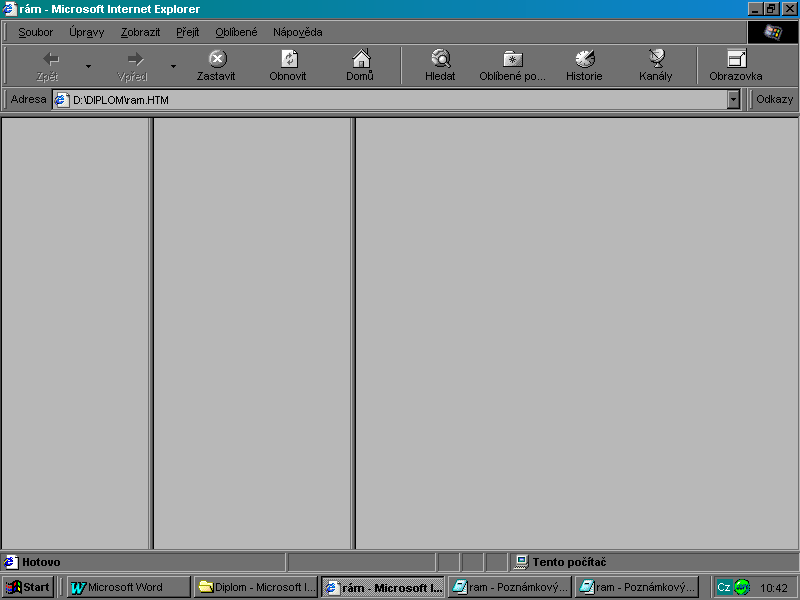 rám - Microsoft Internet Explorer
Soubor Úpravy Zobrazit Přejít Oblíbené Nápověda
Zpět Vpřed Zastavit Obnovit Domů Hledat Oblíbené po... Historie Kanály Obrazovka
Adresa D:\DIPLOM\ram.HTM Odkazy
Hotovo Tento počítač
Start Microsoft Word Diplom - Microsoft I... rám - Microsoft I... ram - Poznámkový... ram - Poznámkový... Cz 10:42